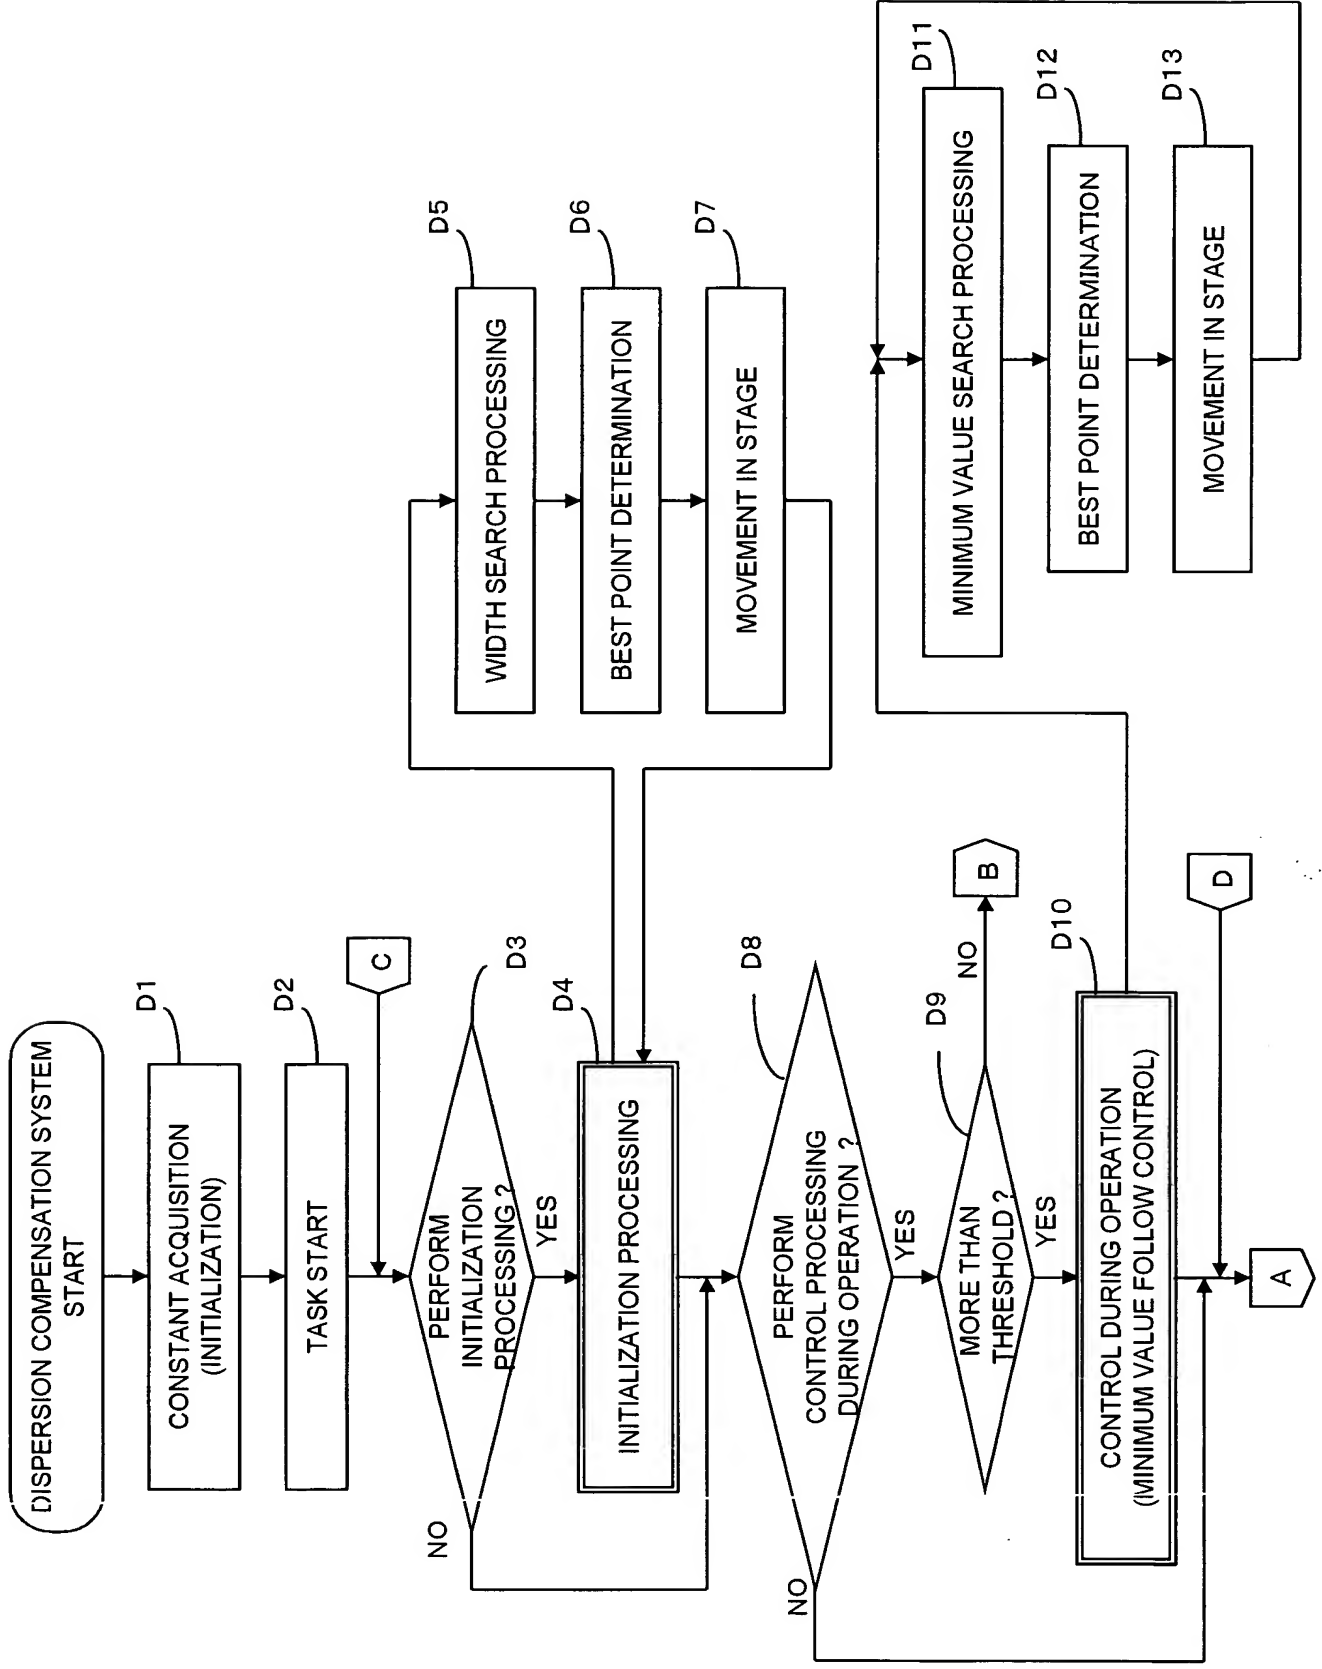 DISPERSION COMPENSATION SYSTEM
START
D1
CONSTANT ACQUISITION
(INITIALIZATION)
D2
TASK START
C
D3
PERFORM
INITIALIZATION
PROCESSING ?
NO
YES
D4
INITIALIZATION PROCESSING
D5
WIDTH SEARCH PROCESSING
D6
BEST POINT DETERMINATION
D7
MOVEMENT IN STAGE
D8
PERFORM
CONTROL PROCESSING
DURING OPERATION ?
NO
YES
D9
MORE THAN
THRESHOLD ?
NO
B
YES
D10
CONTROL DURING OPERATION
(MINIMUM VALUE FOLLOW CONTROL)
D
A
D11
MINIMUM VALUE SEARCH PROCESSING
D12
BEST POINT DETERMINATION
D13
MOVEMENT IN STAGE